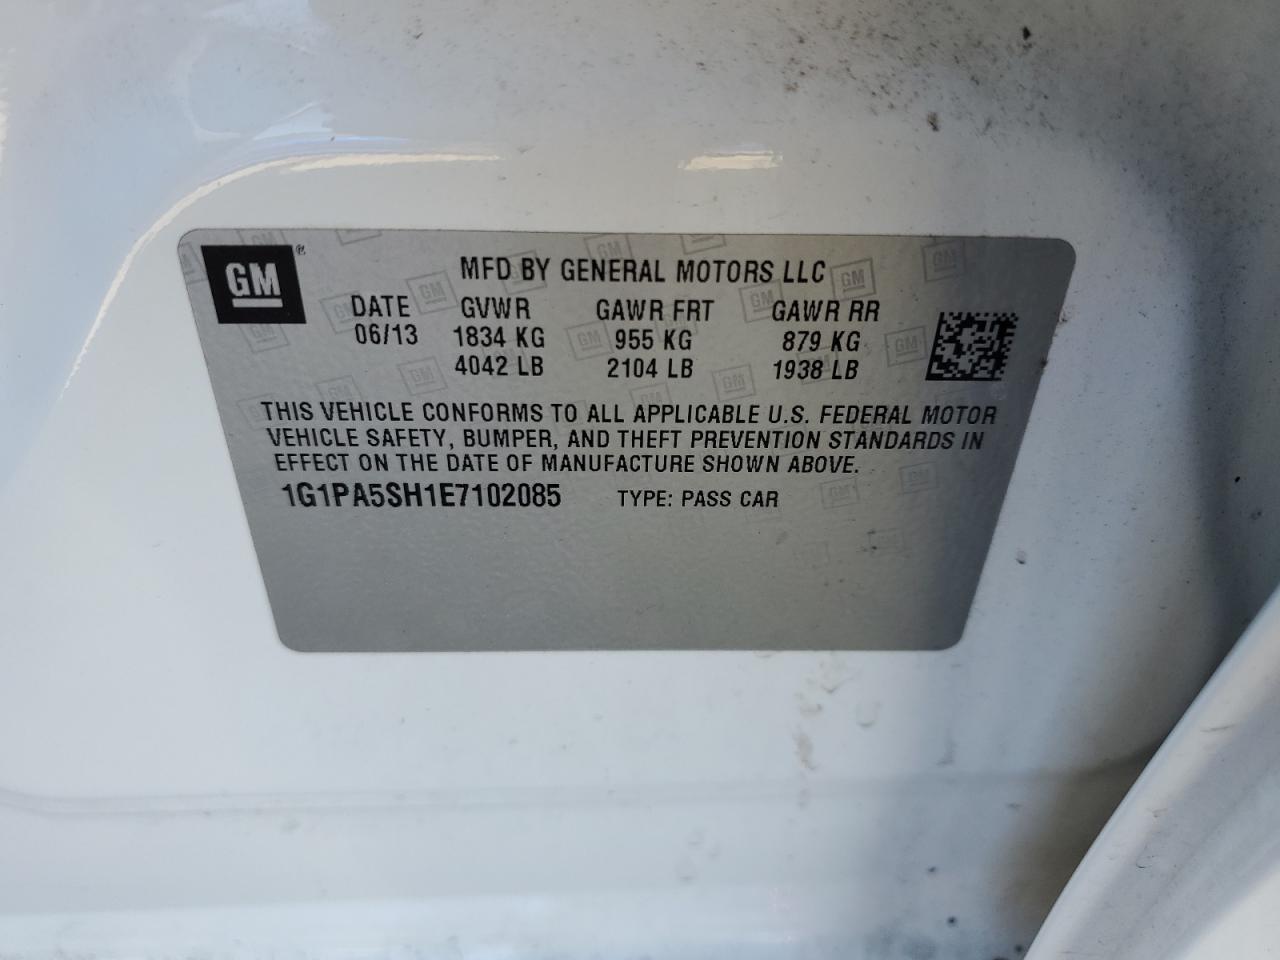 GM ®
MFD BY GENERAL MOTORS LLC
DATE GVWR GAWR FRT GAWR RR
06/13 1834 KG 955 KG 879 KG
4042 LB 2104 LB 1938 LB
THIS VEHICLE CONFORMS TO ALL APPLICABLE U.S. FEDERAL MOTOR
VEHICLE SAFETY, BUMPER, AND THEFT PREVENTION STANDARDS IN
EFFECT ON THE DATE OF MANUFACTURE SHOWN ABOVE.
1G1PA5SH1E7102085 TYPE: PASS CAR